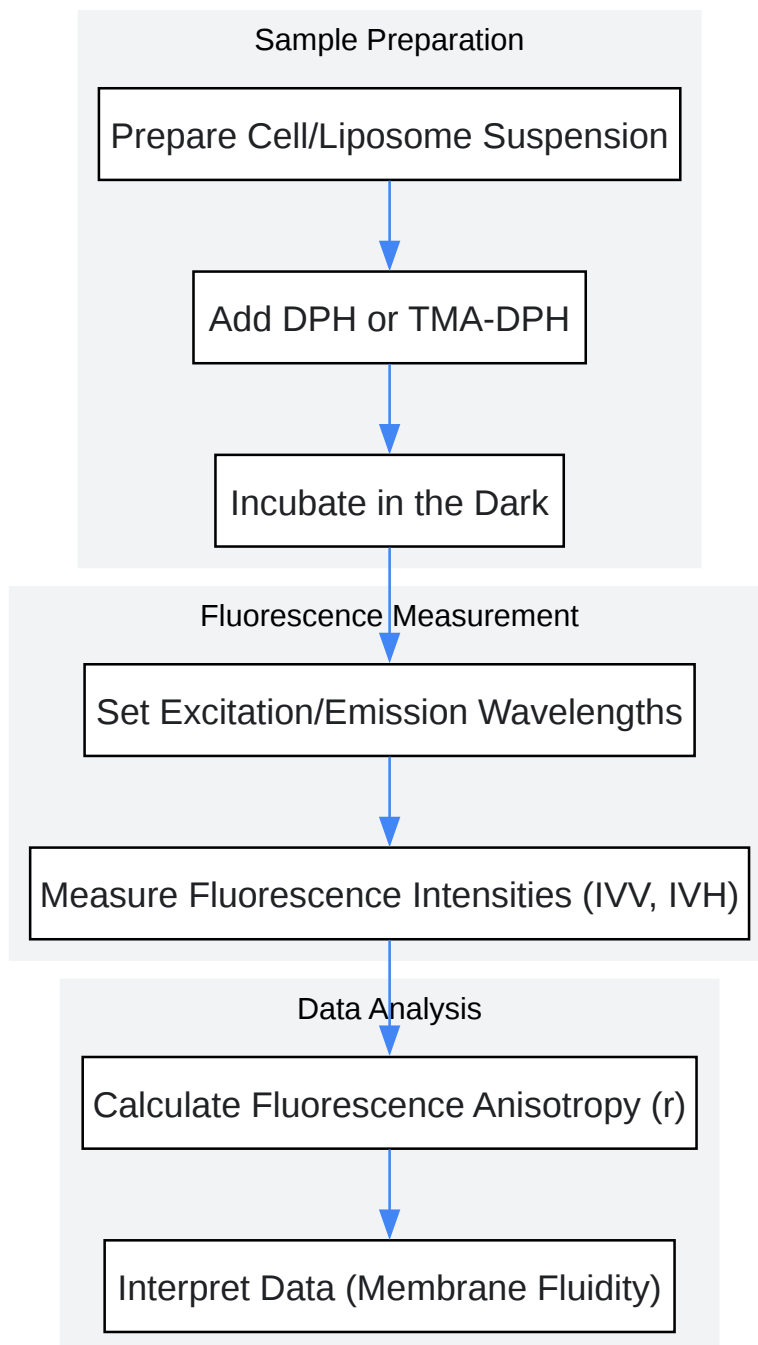 Sample Preparation
Prepare Cell/Liposome Suspension
Add DPH or TMA-DPH
Incubate in the Dark
Fluorescence Measurement
Set Excitation/Emission Wavelengths
Measure Fluorescence Intensities (IVV, IVH)
Data Analysis
Calculate Fluorescence Anisotropy (r)
Interpret Data (Membrane Fluidity)